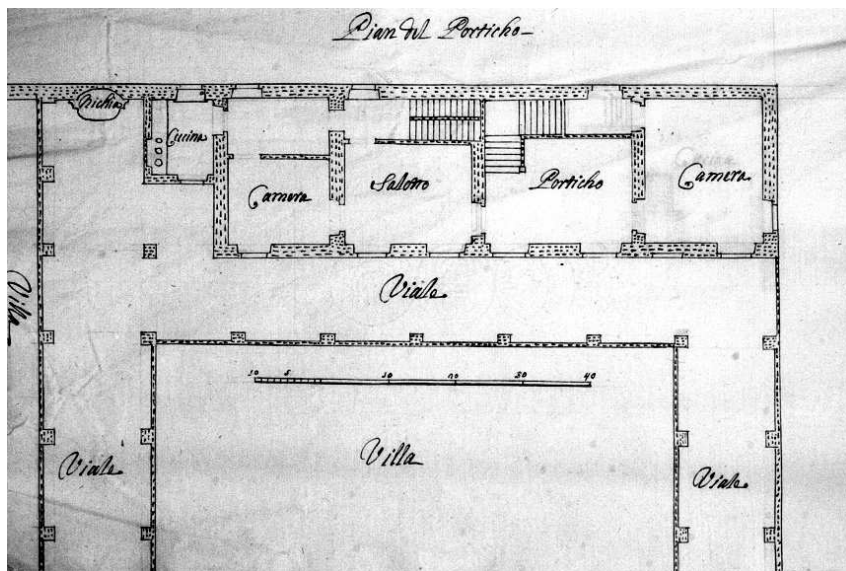 Pian del Porticho
Nichia
Cucina
Camera
Salotto
Porticho
Cucina
Camera
Villa
Viale
10 5 10 20 30 40
Viale
Villa
Viale